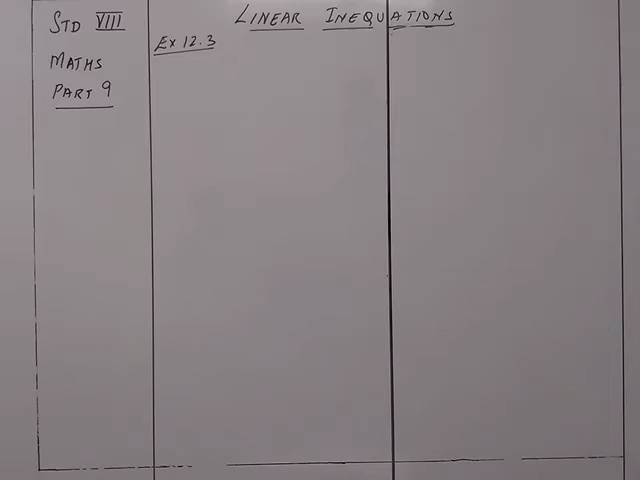 STD VIII
MATHS
PART 9
LINEAR INEQUATIONS
EX 12.3